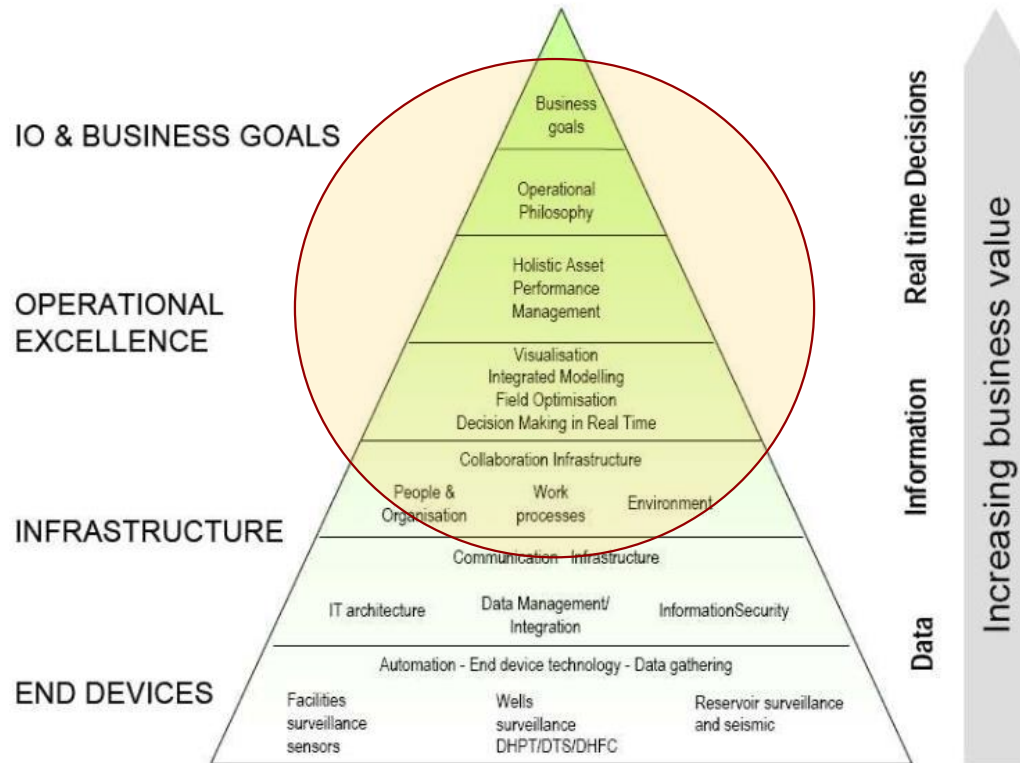 Business
goals
IO & BUSINESS GOALS
Operational
Philosophy
Real time Decisions
Increasing business value
Holistic Asset
Performance
Management
OPERATIONAL
EXCELLENCE
Visualisation
Integrated Modelling
Field Optimisation
Decision Making in Real Time
Information
Collaboration Infrastructure
People &
Organisation
Work
processes
Environment
INFRASTRUCTURE
Communication - Infrastructure
IT architecture
Data Management/
Integration
InformationSecurity
Data
Automation - End device technology - Data gathering
END DEVICES
Facilities
surveillance
sensors
Wells
surveillance
DHPT/DTS/DHFC
Reservoir surveillance
and seismic